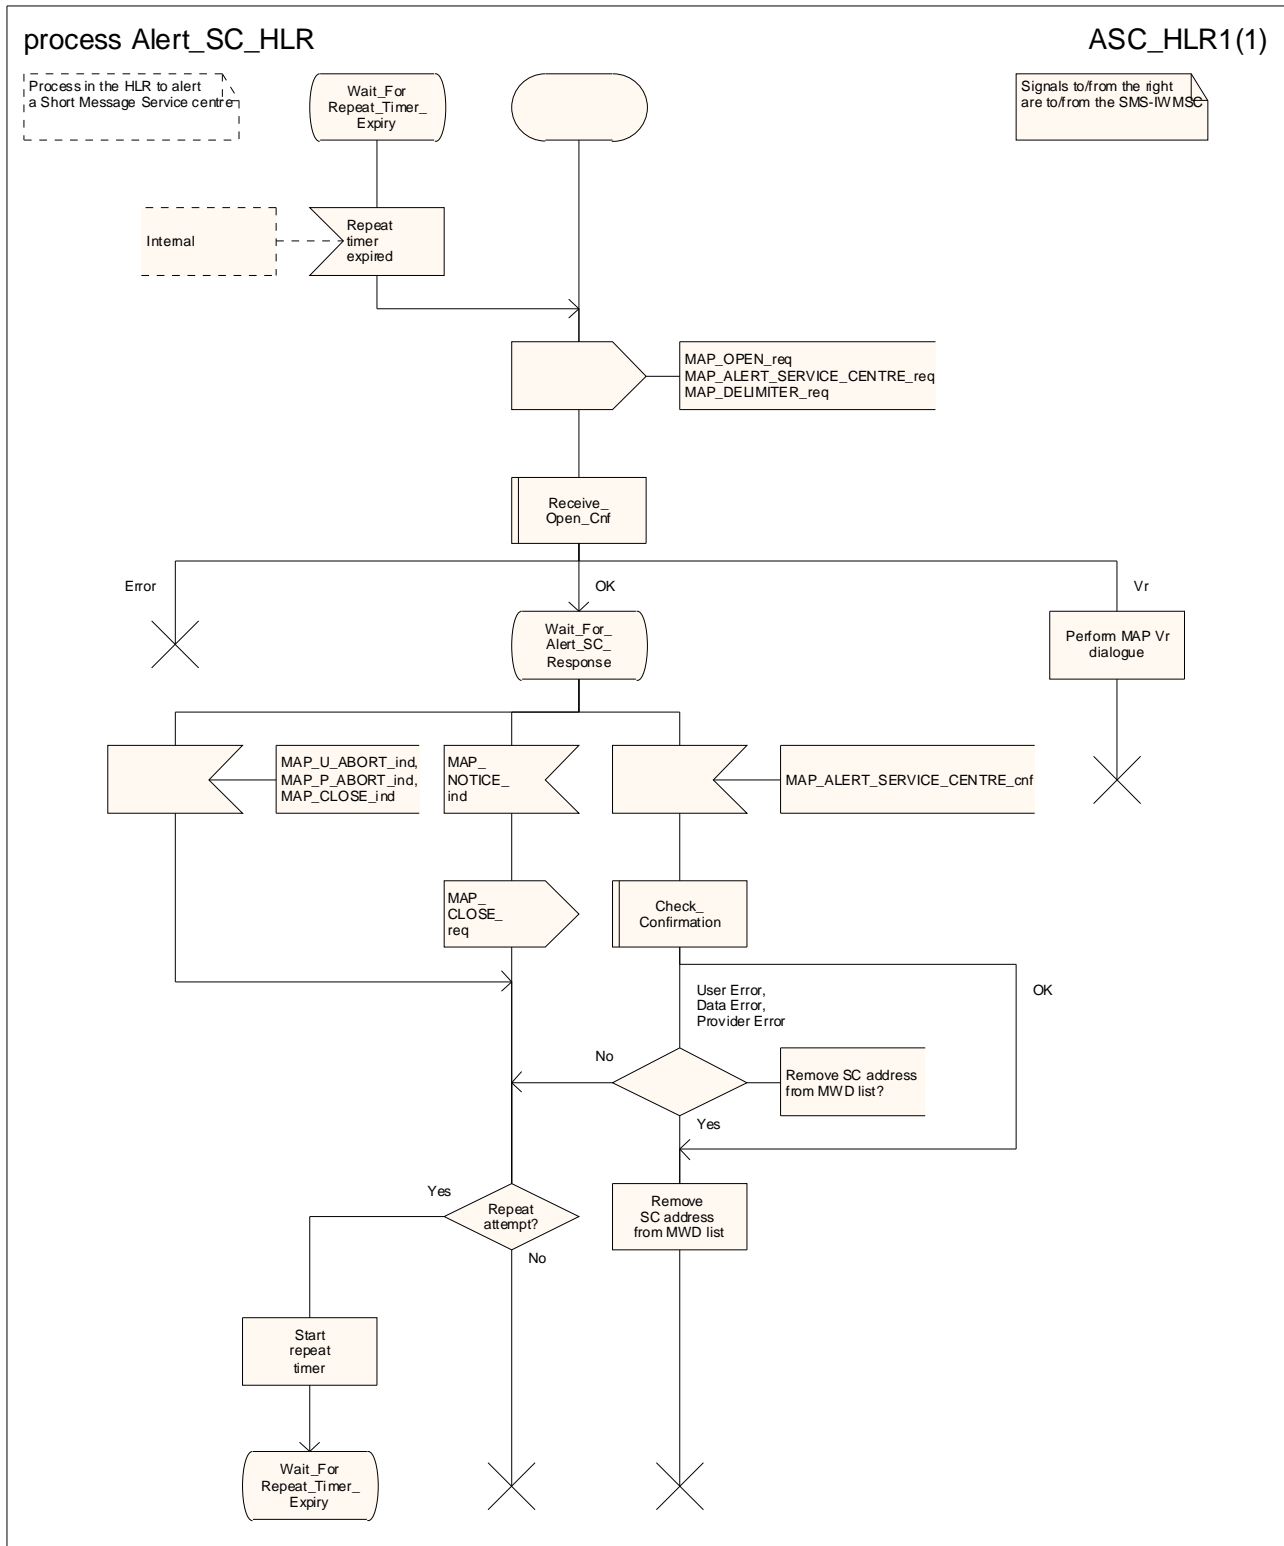 process Alert_SC_HLR
ASC_HLR1(1)
Process in the HLR to alert
a Short Message Service centre
Wait_For
Repeat_Timer_
Expiry
Signals to/from the right
are to/from the SMS-IWMSC
Internal
Repeat
timer
expired
MAP_OPEN_req
MAP_ALERT_SERVICE_CENTRE_req
MAP_DELIMITER_req
Receive_
Open_Cnf
Error
OK
Vr
Wait_For_
Alert_SC_
Response
Perform MAP Vr
dialogue
MAP_U_ABORT_ind,
MAP_P_ABORT_ind,
MAP_CLOSE_ind
MAP_
NOTICE_
ind
MAP_ALERT_SERVICE_CENTRE_cnf
MAP_
CLOSE_
req
Check_
Confirmation
User Error,
Data Error,
Provider Error
OK
No
Remove SC address
from MWD list?
Yes
Yes
Repeat
attempt?
No
Remove
SC address
from MWD list
Start
repeat
timer
Wait_For
Repeat_Timer_
Expiry